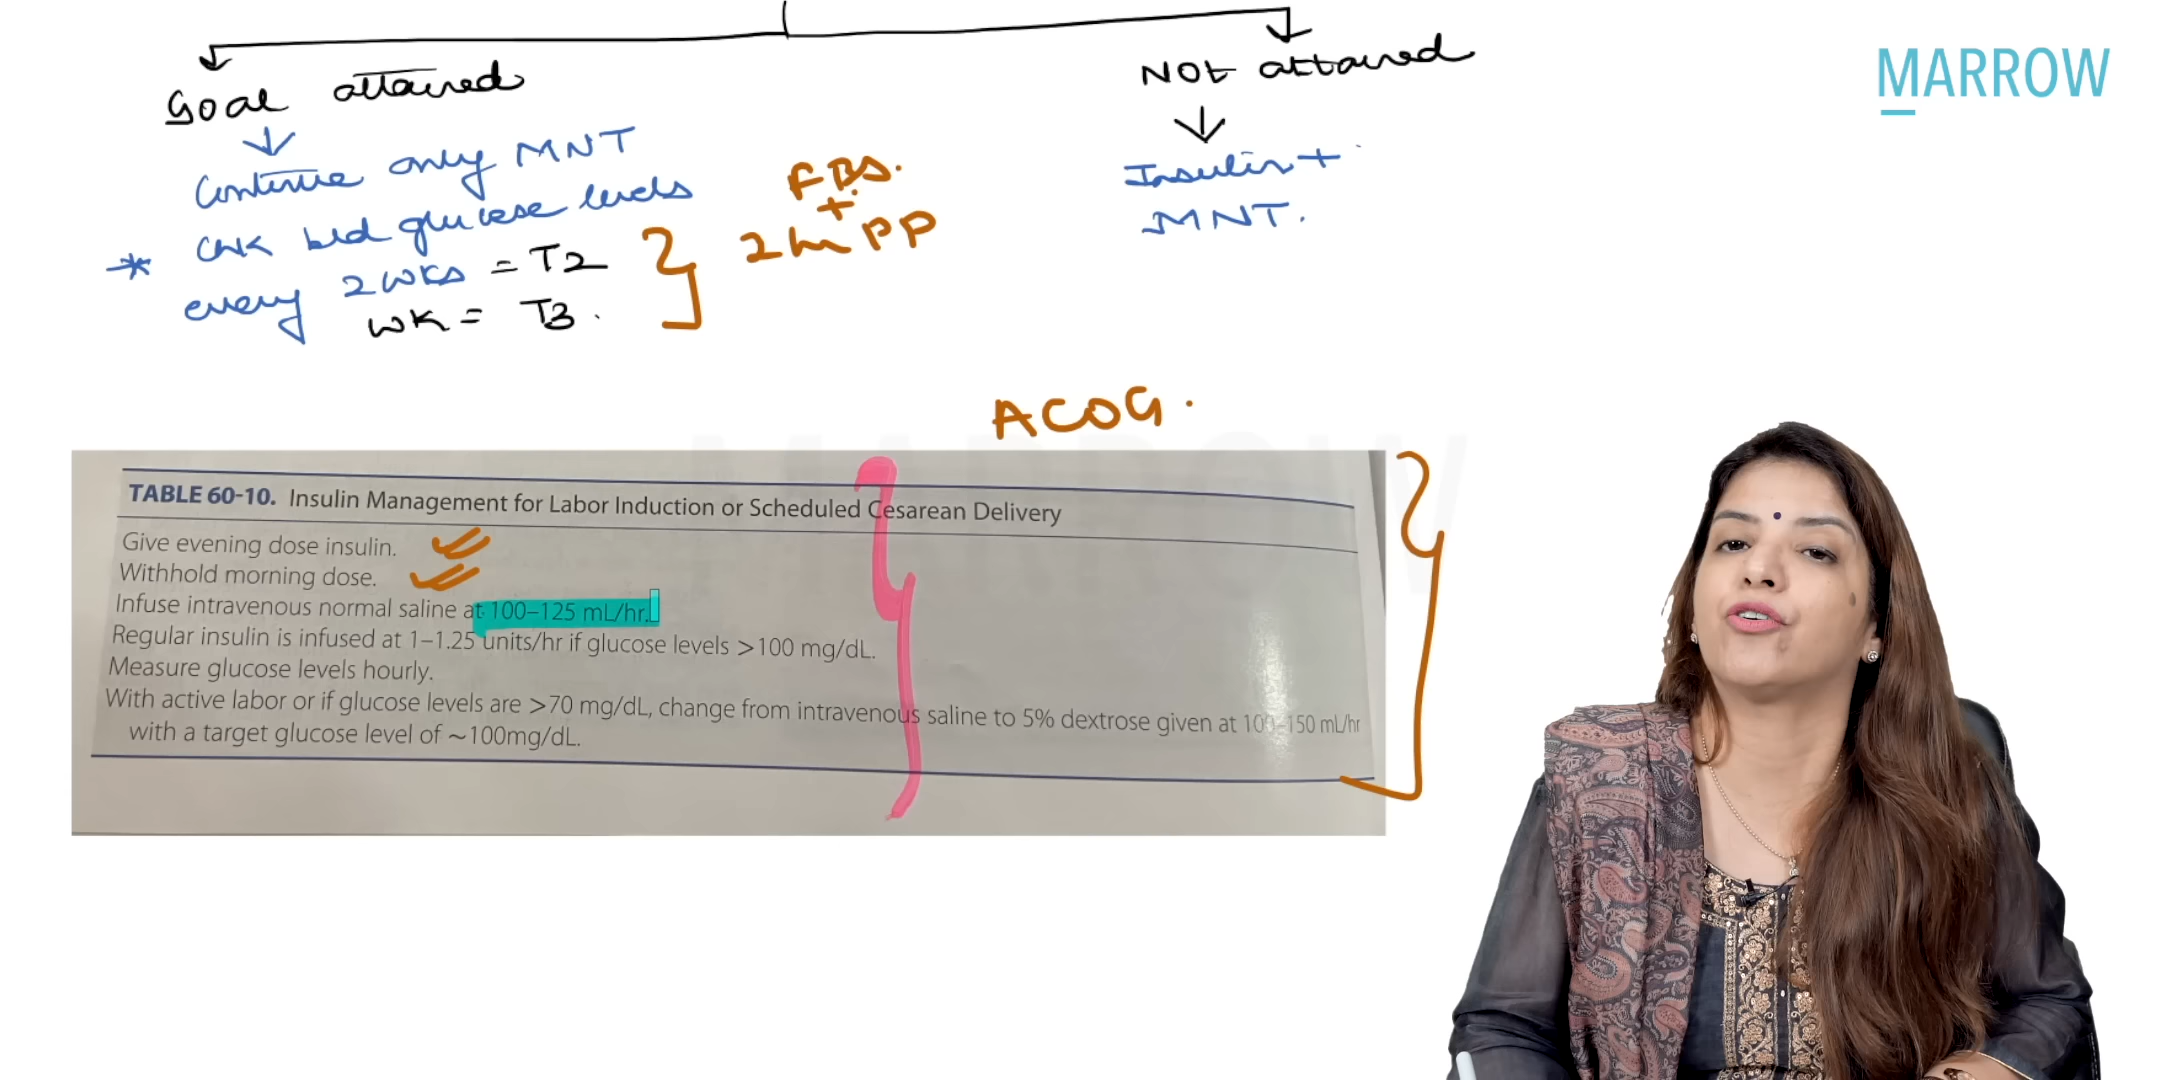 MARROW
Goal attained
NOT attained
Continue only MNT
chk bld glucose levels
every 2wks = T2
wk = T3.
FBS.
+
2hr PP
Insulin +
MNT.
ACOG.
TABLE 60-10. Insulin Management for Labor Induction or Scheduled Cesarean Delivery
Give evening dose insulin.
Withhold morning dose.
Infuse intravenous normal saline at 100–125 mL/hr.
Regular insulin is infused at 1–1.25 units/hr if glucose levels >100 mg/dL.
Measure glucose levels hourly.
With active labor or if glucose levels are >70 mg/dL, change from intravenous saline to 5% dextrose given at 100–150 mL/hr
with a target glucose level of ~100mg/dL.